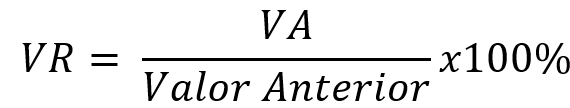 VR = VA / Valor Anterior x100%